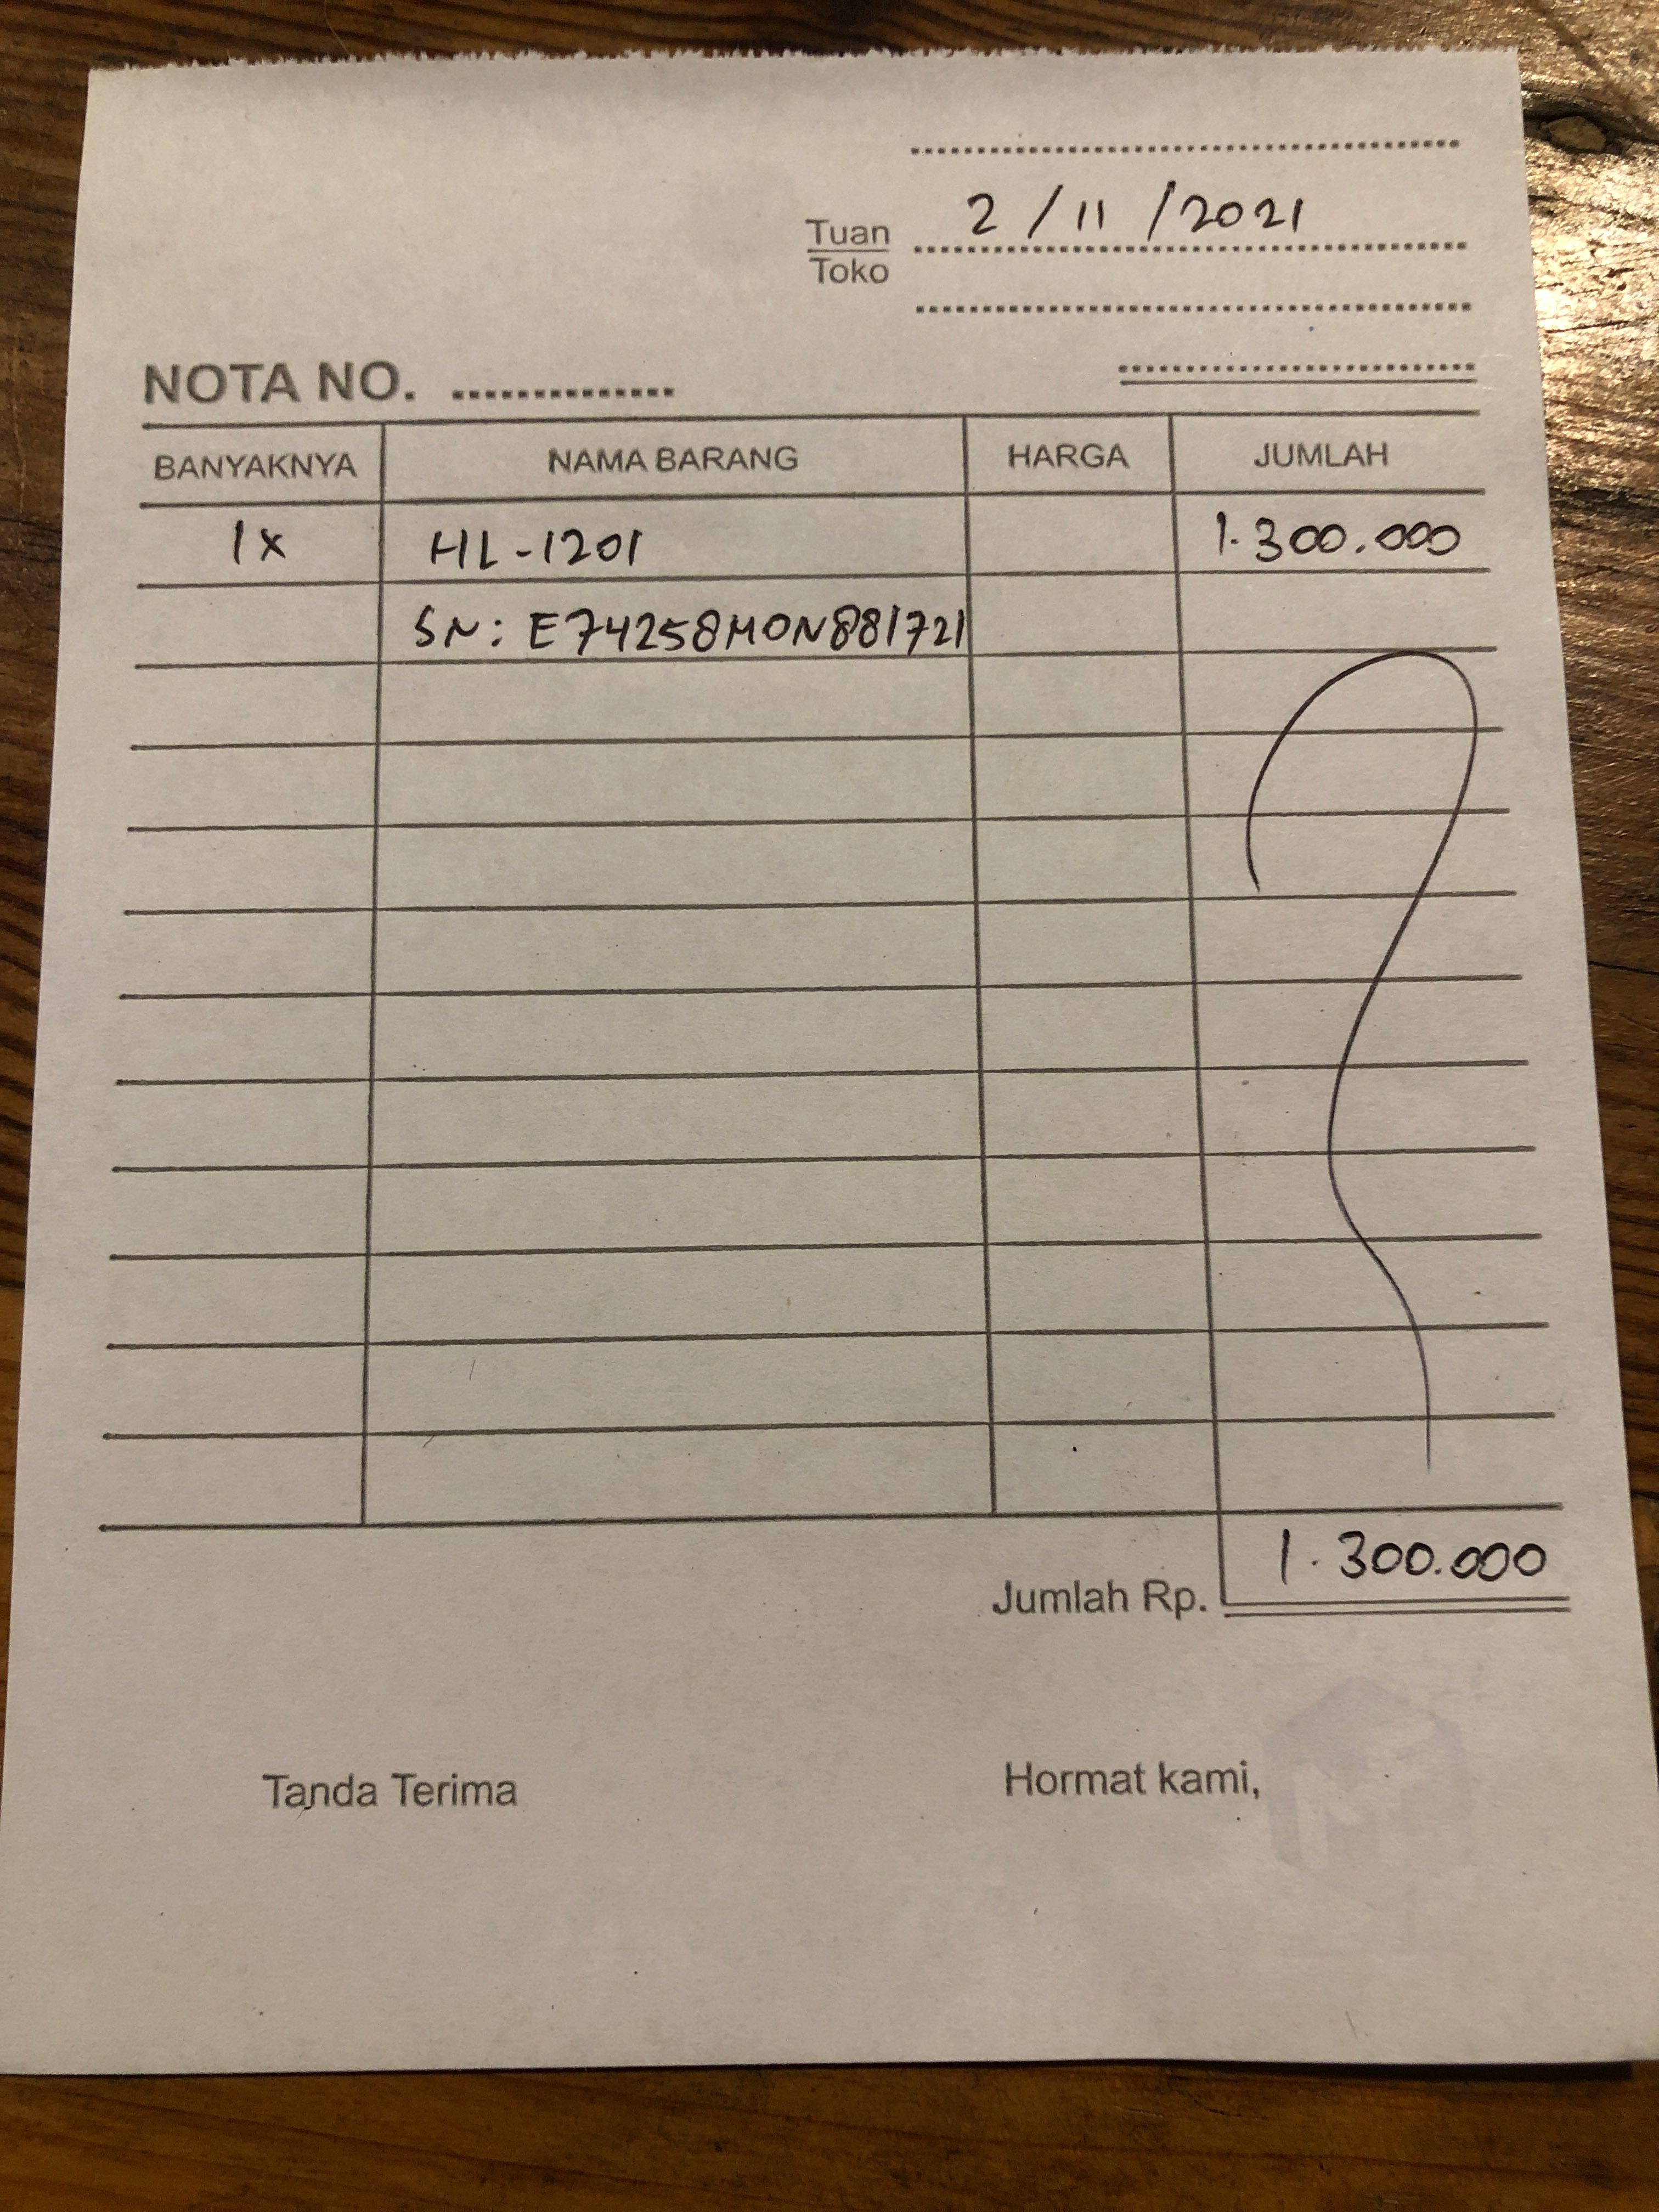 2/11/2021
Tuan
Toko
NOTA NO.
BANYAKNYA NAMA BARANG HARGA JUMLAH
1x HL-1201 1.300.000
SN: E74258M0N881721
Jumlah Rp. 1.300.000
Tanda Terima Hormat kami,